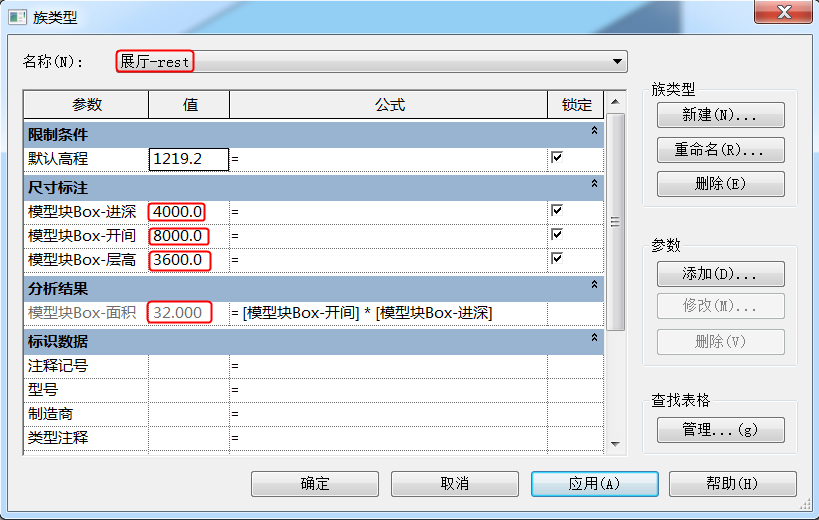 族类型
名称(N): 展厅-rest
参数 值 公式 锁定
限制条件
默认高程 1219.2 =
尺寸标注
模型块Box-进深 4000.0 =
模型块Box-开间 8000.0 =
模型块Box-层高 3600.0 =
分析结果
模型块Box-面积 32.000 = [模型块Box-开间] * [模型块Box-进深]
标识数据
注释记号 =
型号 =
制造商 =
类型注释 =
族类型
新建(N)...
重命名(R)...
删除(E)
参数
添加(D)...
修改(M)...
删除(V)
查找表格
管理...(g)
确定 取消 应用(A) 帮助(H)